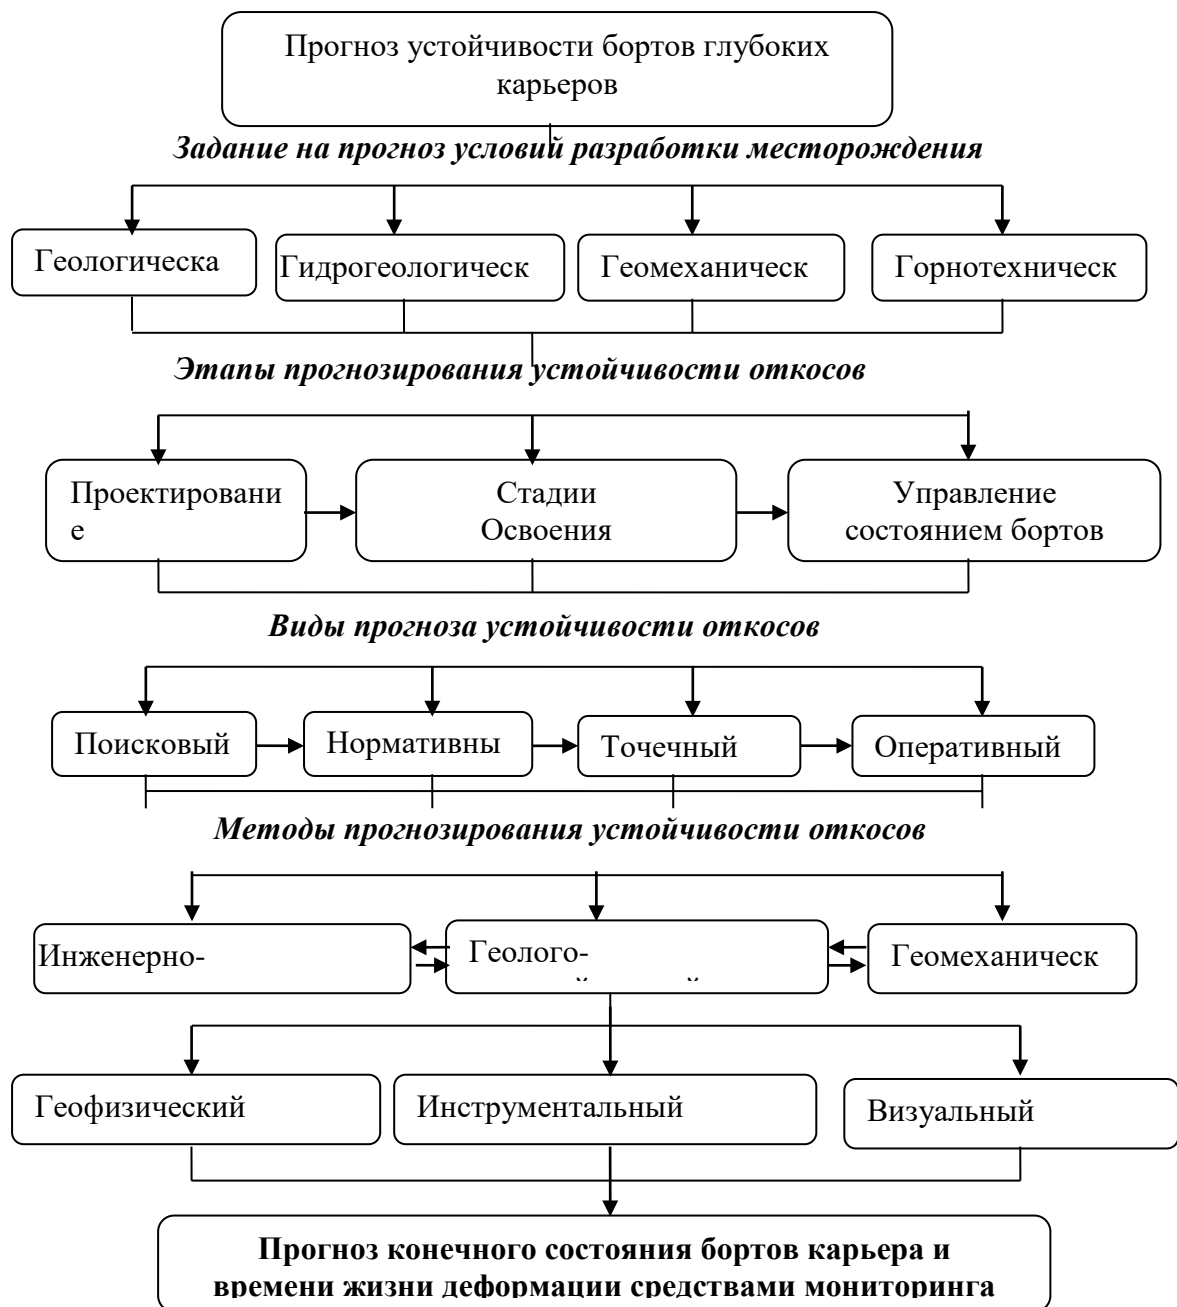 Прогноз устойчивости бортов глубоких
карьеров
Задание на прогноз условий разработки месторождения
Геологическа
Гидрогеологическ
Геомеханическ
Горнотехническ
Этапы прогнозирования устойчивости откосов
Проектировани
е
Стадии
Освоения
Управление
состоянием бортов
Виды прогноза устойчивости откосов
Поисковый
Нормативны
Точечный
Оперативный
Методы прогнозирования устойчивости откосов
Инженерно-
Геолого-
Геомеханическ
Геофизический
Инструментальный
Визуальный
Прогноз конечного состояния бортов карьера и
времени жизни деформации средствами мониторинга